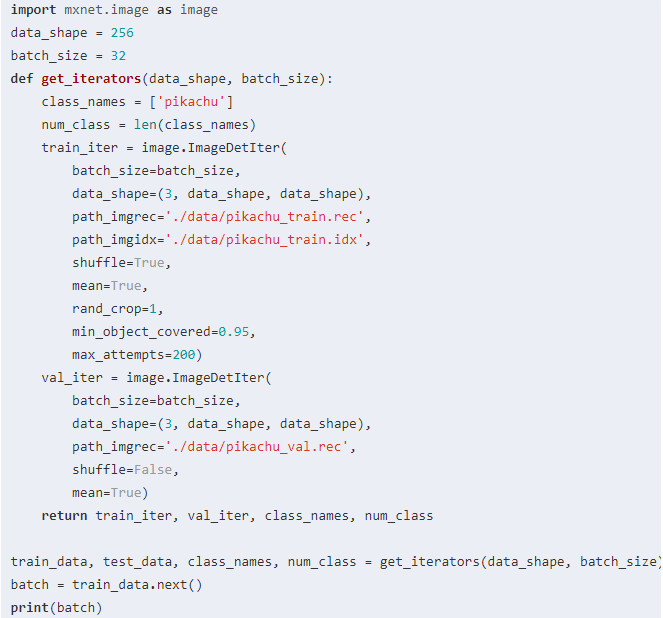 import mxnet.image as image
data_shape = 256
batch_size = 32
def get_iterators(data_shape, batch_size):
    class_names = ['pikachu']
    num_class = len(class_names)
    train_iter = image.ImageDetIter(
        batch_size=batch_size,
        data_shape=(3, data_shape, data_shape),
        path_imgrec='./data/pikachu_train.rec',
        path_imgidx='./data/pikachu_train.idx',
        shuffle=True,
        mean=True,
        rand_crop=1,
        min_object_covered=0.95,
        max_attempts=200)
    val_iter = image.ImageDetIter(
        batch_size=batch_size,
        data_shape=(3, data_shape, data_shape),
        path_imgrec='./data/pikachu_val.rec',
        shuffle=False,
        mean=True)
    return train_iter, val_iter, class_names, num_class

train_data, test_data, class_names, num_class = get_iterators(data_shape, batch_size)
batch = train_data.next()
print(batch)